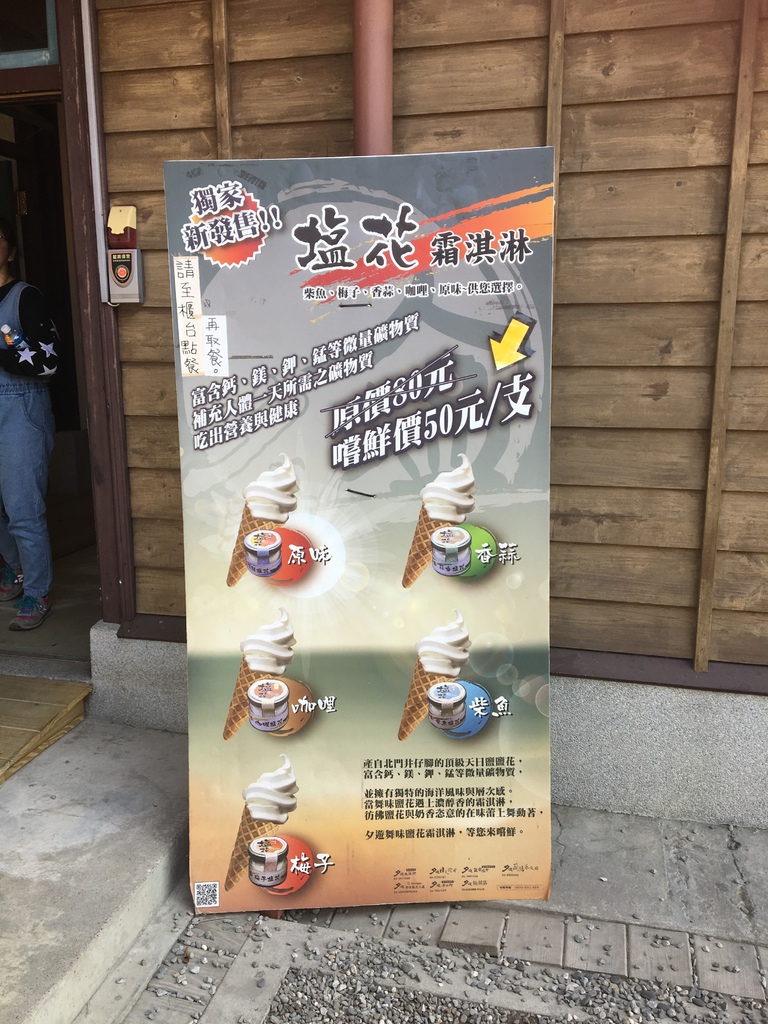 獨家
新發售!!
塩花霜淇淋
柴魚、梅子、香蒜、咖哩、原味~供您選擇。
請至櫃台點餐
再取餐。
富含鈣、鎂、鉀、錳等微量礦物質
補充人體一天所需之礦物質
吃出營養與健康
原價80元
嚐鮮價50元/支
原味
香蒜
咖哩
柴魚
梅子
產自北門井仔腳的頂級天日鹽鹽花，
富含鈣、鎂、鉀、錳等微量礦物質，
並擁有獨特的海洋風味與層次感。
當舞味鹽花遇上濃醇香的霜淇淋，
彷彿鹽花與奶香恣意的在味蕾上舞動著，
夕遊舞味鹽花霜淇淋，等您來嚐鮮。